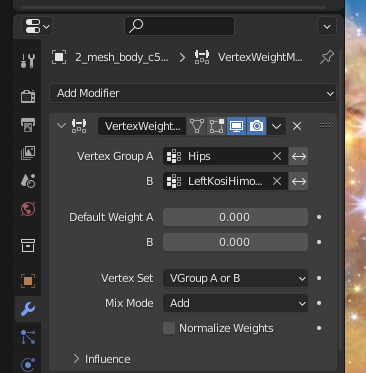 2_mesh_body_c5... VertexWeightM...
Add Modifier
VertexWeight...
Vertex Group A Hips
B LeftKosiHimo...
Default Weight A 0.000
B 0.000
Vertex Set VGroup A or B
Mix Mode Add
Normalize Weights
Influence